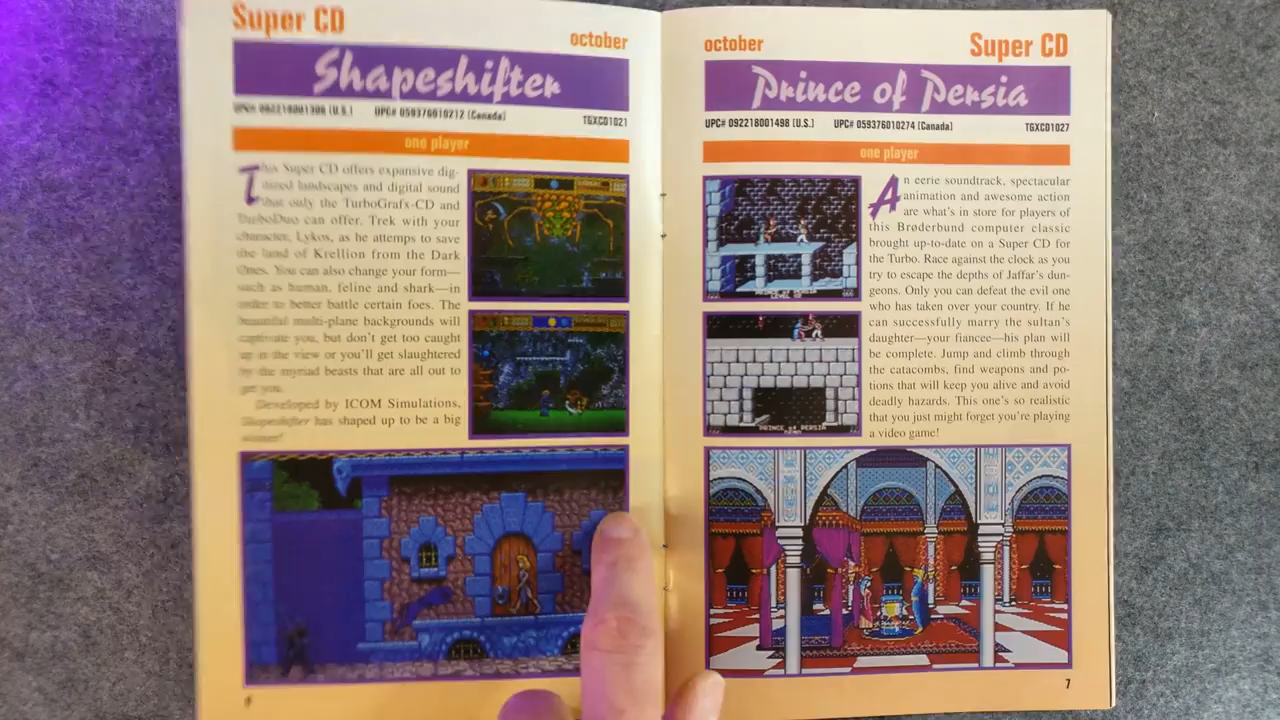 Super CD
october
Shapeshifter
UPC# 092218001306 (U.S.) UPC# 059376010212 (Canada) TGXCD1021
one player
This Super CD offers expansive dig-
itized landscapes and digital sound
that only the TurboGrafx-CD and
TurboDuo can offer. Trek with your
character, Lykos, as he attempts to save
the land of Krellion from the Dark
Ones. You can also change your form—
such as human, feline and shark—in
order to better battle certain foes. The
beautiful multi-plane backgrounds will
captivate you, but don't get too caught
up in the view or you'll get slaughtered
by the myriad beasts that are all out to
get you.
Developed by ICOM Simulations,
Shapeshifter has shaped up to be a big
winner!
october
Super CD
Prince of Persia
UPC# 092218001498 (U.S.) UPC# 059376010274 (Canada) TGXCD1027
one player
An eerie soundtrack, spectacular
animation and awesome action
are what's in store for players of
this Brøderbund computer classic
brought up-to-date on a Super CD for
the Turbo. Race against the clock as you
try to escape the depths of Jaffar's dun-
geons. Only you can defeat the evil one
who has taken over your country. If he
can successfully marry the sultan's
daughter—your fiancee—his plan will
be complete. Jump and climb through
the catacombs, find weapons and po-
tions that will keep you alive and avoid
deadly hazards. This one's so realistic
that you just might forget you're playing
a video game!
PRINCE of PERSIA
PRINCE of PERSIA
7